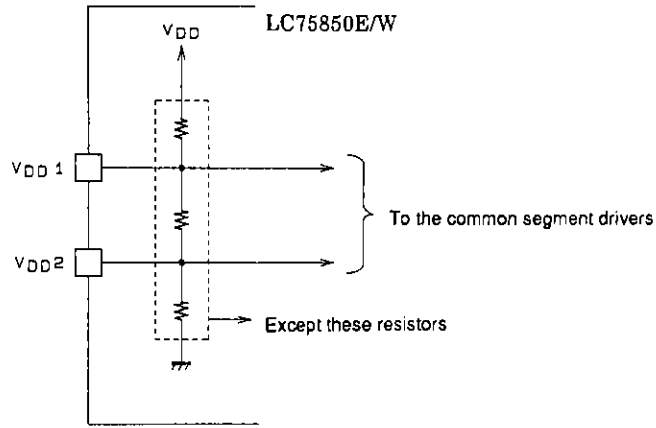 LC75850E/W
VDD
VDD1
To the common segment drivers
VDD2
Except these resistors